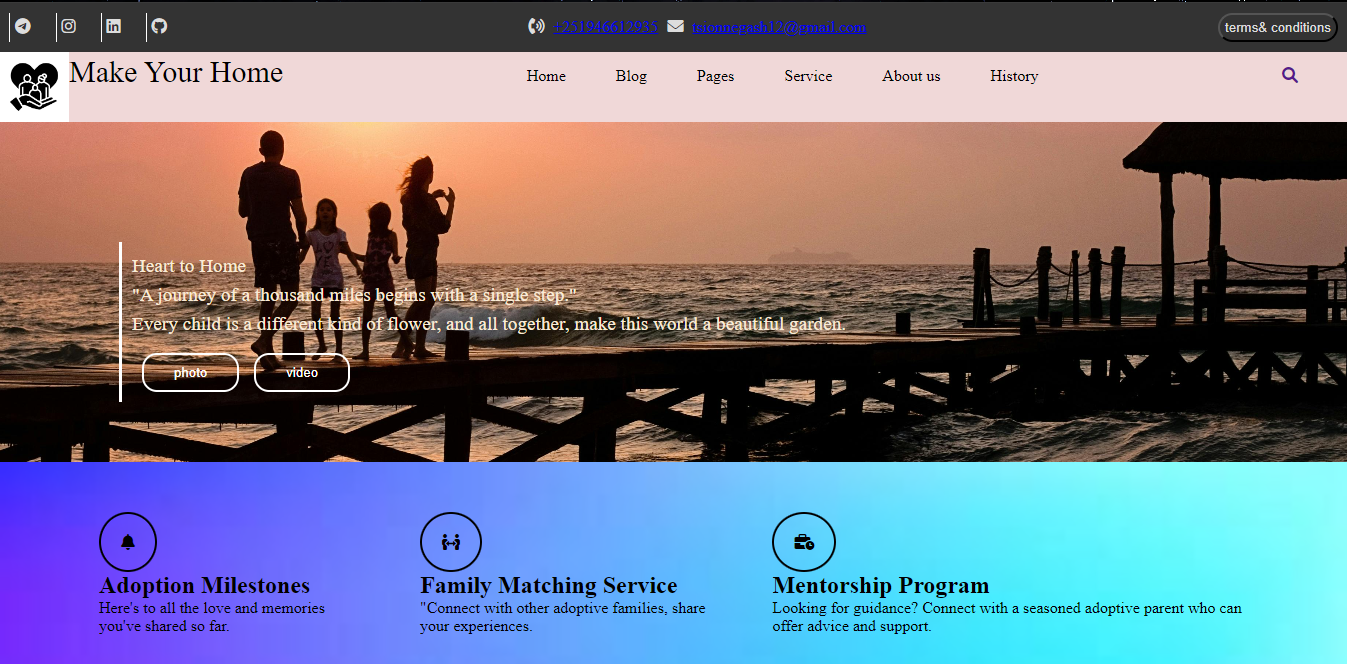 +251946612935 tsionnegash12@gmail.com terms& conditions
Make Your Home Home Blog Pages Service About us History
Heart to Home
"A journey of a thousand miles begins with a single step."
Every child is a different kind of flower, and all together, make this world a beautiful garden.
photo video
Adoption Milestones
Here's to all the love and memories
you've shared so far.
Family Matching Service
"Connect with other adoptive families, share
your experiences.
Mentorship Program
Looking for guidance? Connect with a seasoned adoptive parent who can
offer advice and support.